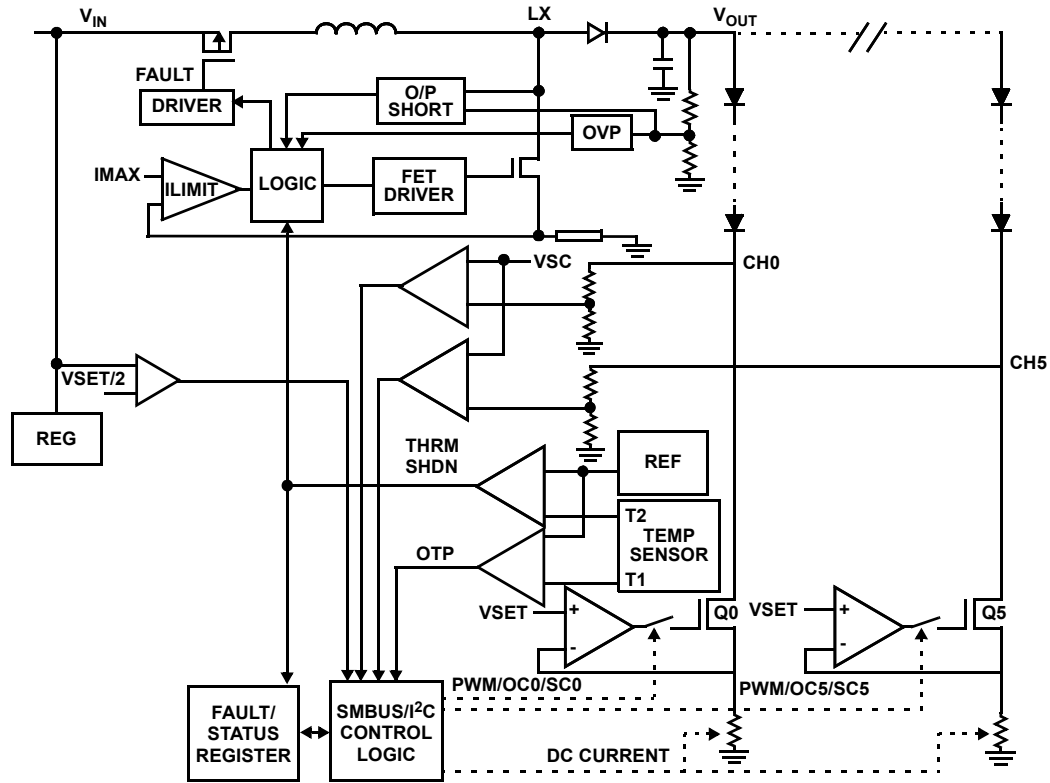 VIN
LX
VOUT
FAULT
DRIVER
O/P
SHORT
OVP
IMAX
ILIMIT
LOGIC
FET
DRIVER
VSC
CH0
CH5
VSET/2
REG
THRM
SHDN
REF
T2
TEMP
SENSOR
T1
OTP
VSET
+
-
Q0
VSET
+
-
Q5
PWM/OC0/SC0
PWM/OC5/SC5
FAULT/
STATUS
REGISTER
SMBUS/I²C
CONTROL
LOGIC
DC CURRENT